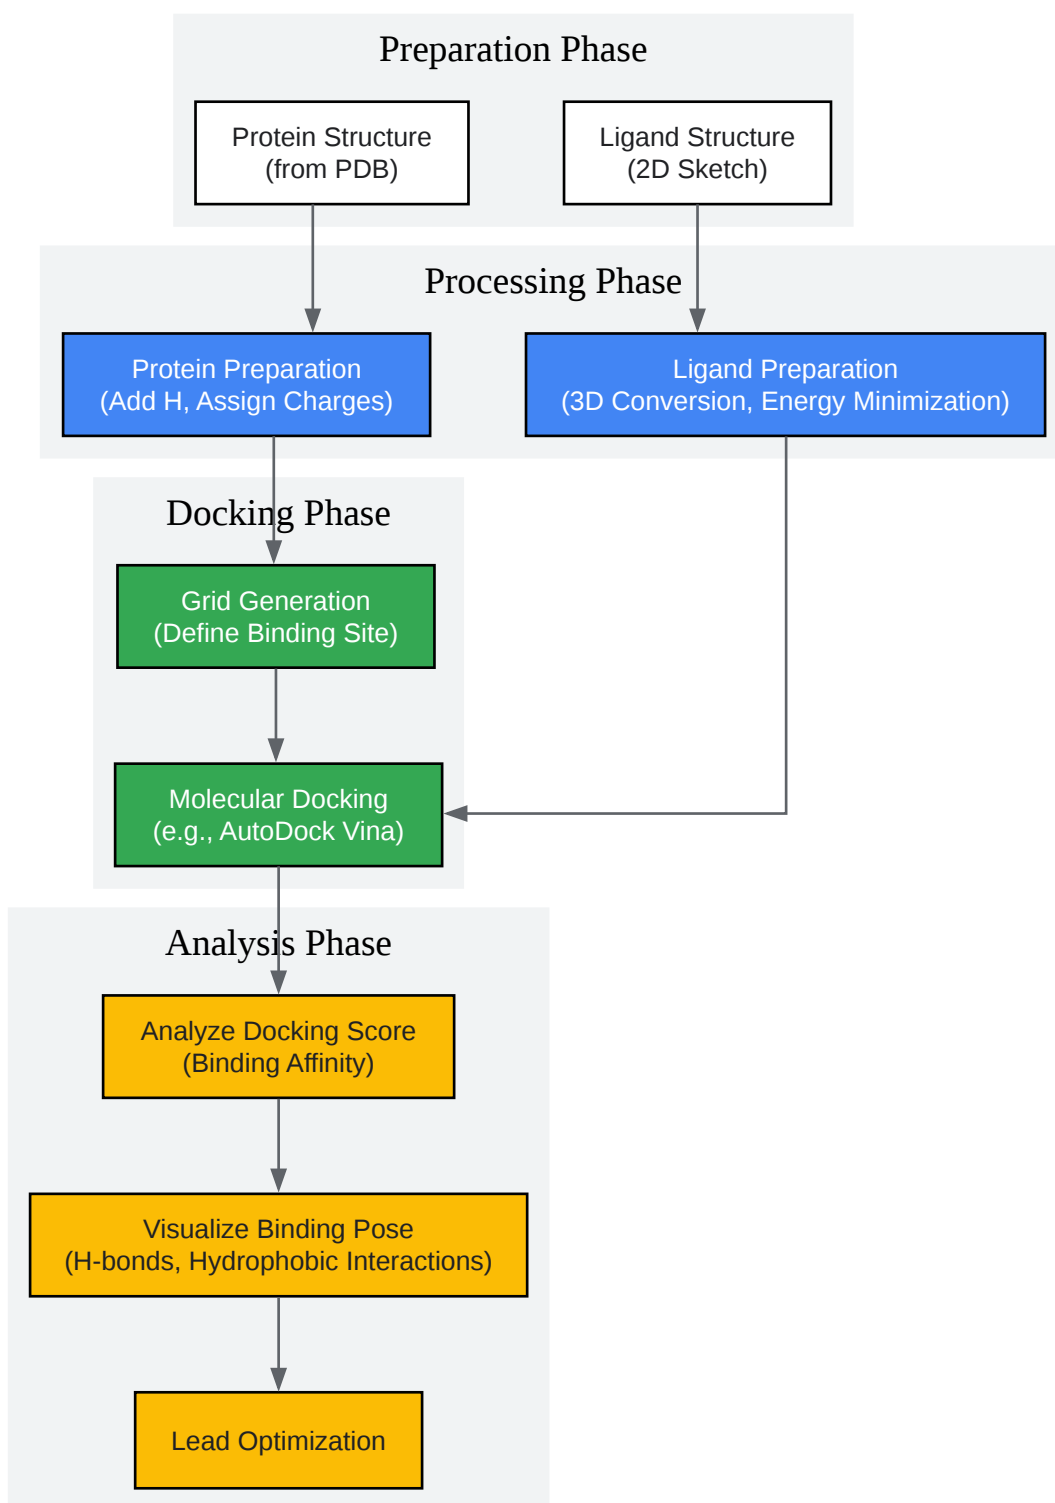 Preparation Phase
Protein Structure
(from PDB)
Ligand Structure
(2D Sketch)
Processing Phase
Protein Preparation
(Add H, Assign Charges)
Ligand Preparation
(3D Conversion, Energy Minimization)
Docking Phase
Grid Generation
(Define Binding Site)
Molecular Docking
(e.g., AutoDock Vina)
Analysis Phase
Analyze Docking Score
(Binding Affinity)
Visualize Binding Pose
(H-bonds, Hydrophobic Interactions)
Lead Optimization